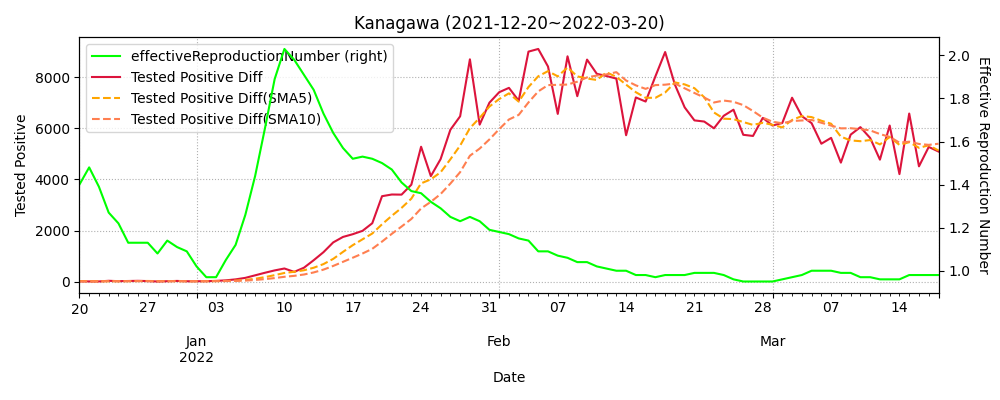 Kanagawa (2021-12-20~2022-03-20)
effectiveReproductionNumber (right)
Tested Positive Diff
Tested Positive Diff(SMA5)
Tested Positive Diff(SMA10)
Tested Positive
8000
6000
4000
2000
0
2.0
1.8
1.6
1.4
1.2
1.0
Effective Reproduction Number
20 27 03 10 17 24 31 07 14 21 28 07 14
Jan Feb Mar
2022
Date